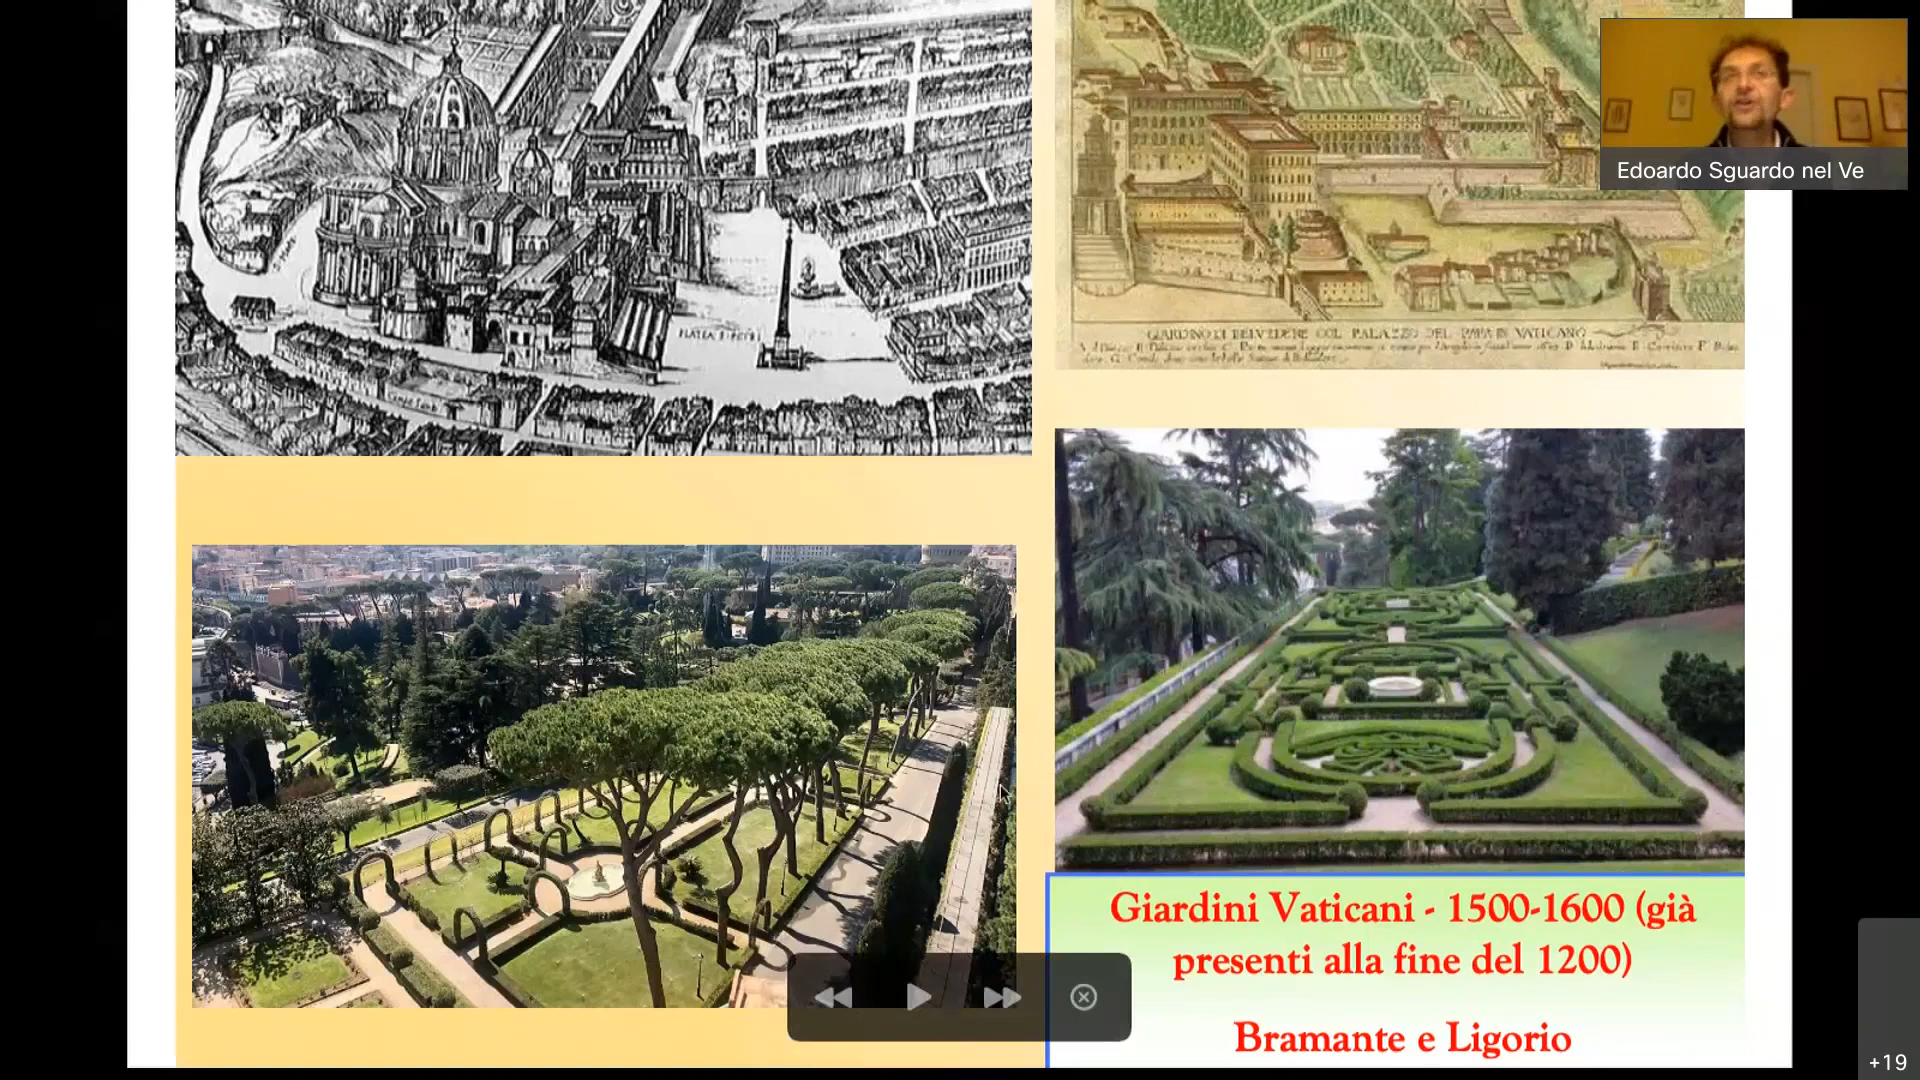 Edoardo Sguardo nel Ve
PLATEA S. PETRI
GIARDINO DI BELVEDERE COL PALAZZO DEL PAPA IN VATICANO
Giardini Vaticani - 1500-1600 (già
presenti alla fine del 1200)
Bramante e Ligorio
+19